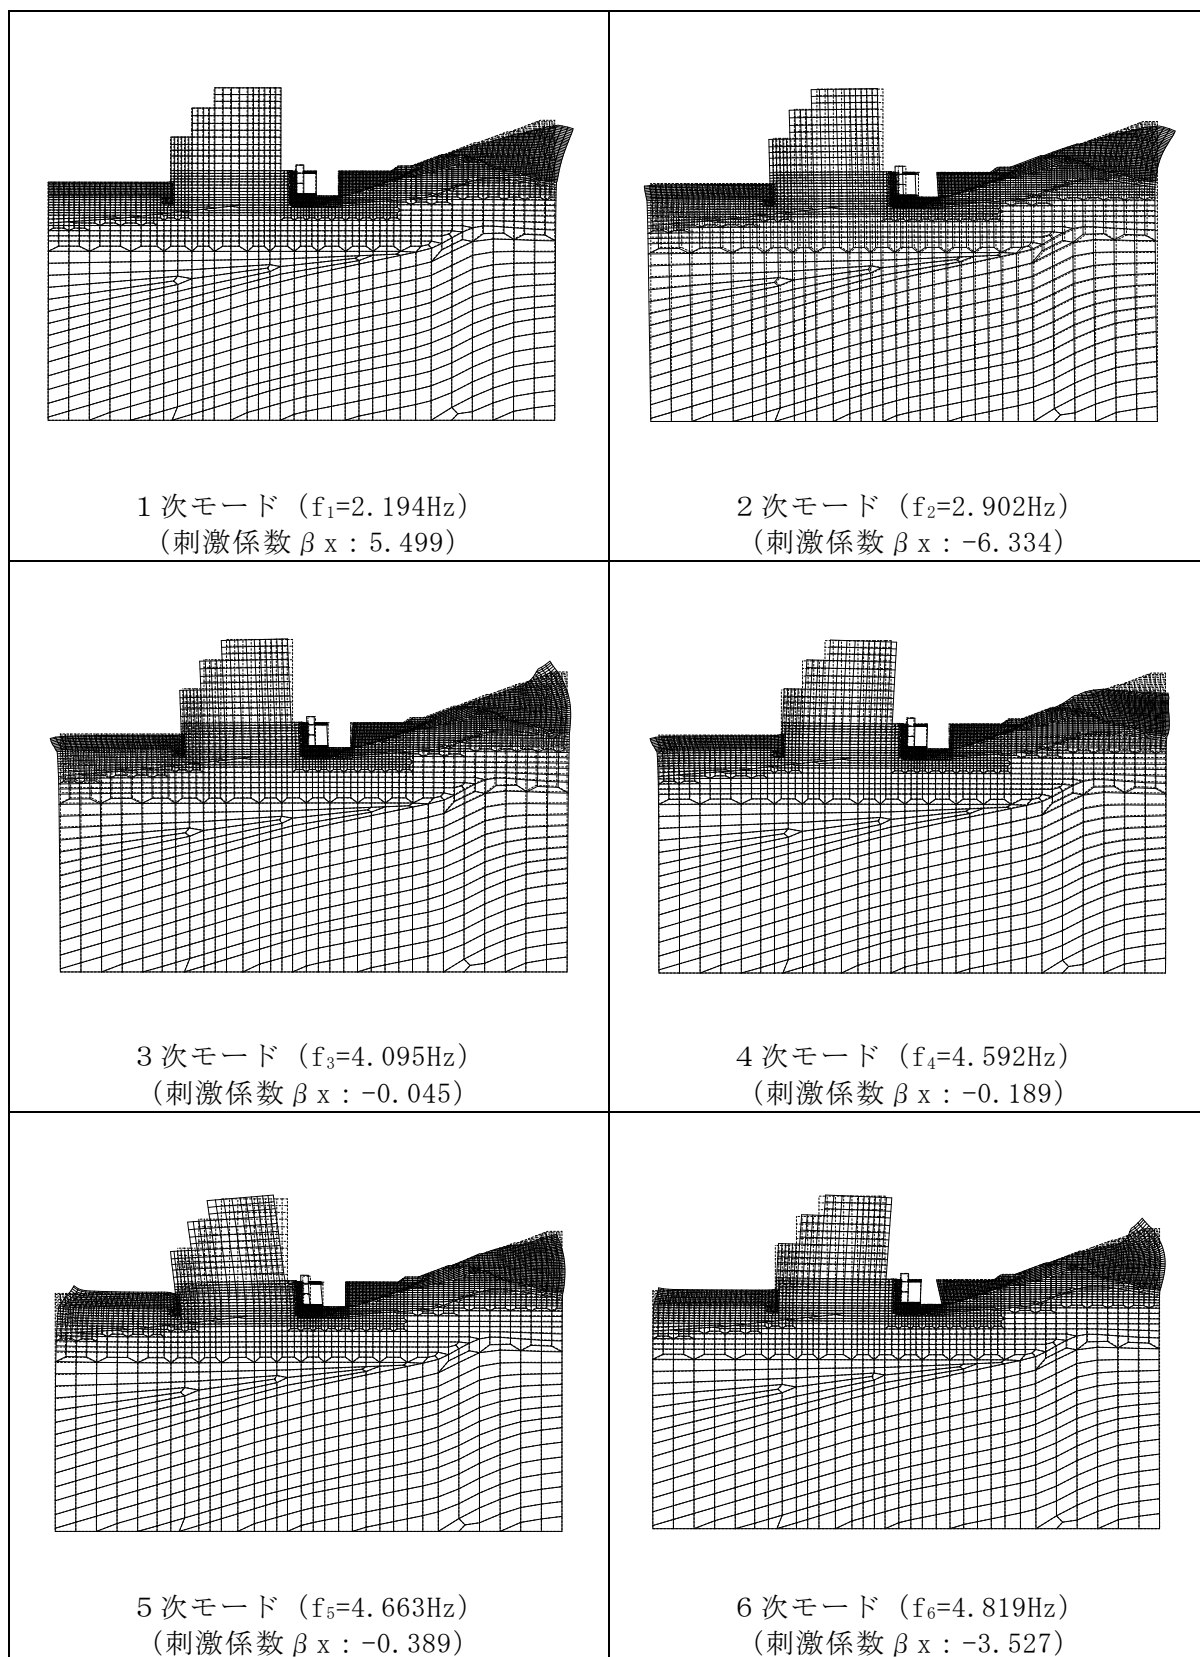 １次モード（f₁=2.194Hz）
（刺激係数βx：5.499）
２次モード（f₂=2.902Hz）
（刺激係数βx：-6.334）
３次モード（f₃=4.095Hz）
（刺激係数βx：-0.045）
４次モード（f₄=4.592Hz）
（刺激係数βx：-0.189）
５次モード（f₅=4.663Hz）
（刺激係数βx：-0.389）
６次モード（f₆=4.819Hz）
（刺激係数βx：-3.527）